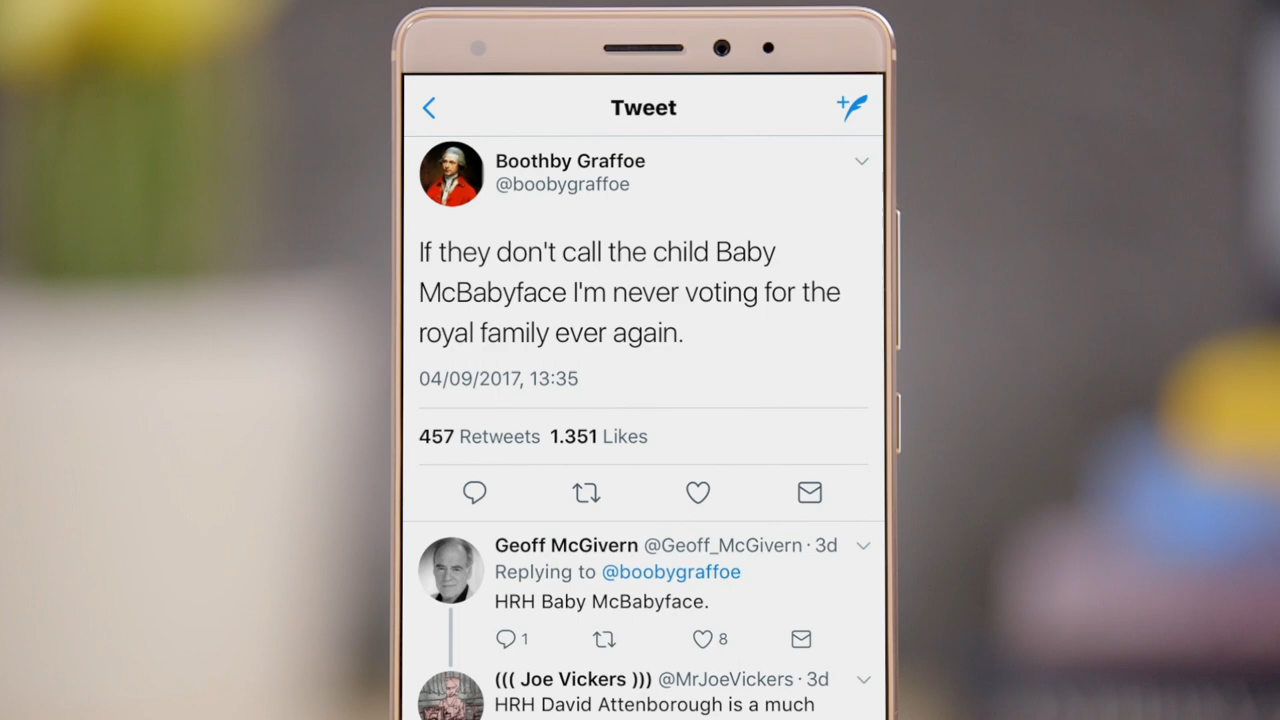 Tweet
Boothby Graffoe
@boobygraffoe
If they don't call the child Baby
McBabyface I'm never voting for the
royal family ever again.
04/09/2017, 13:35
457 Retweets 1.351 Likes
Geoff McGivern @Geoff_McGivern · 3d
Replying to @boobygraffoe
HRH Baby McBabyface.
1 8
((( Joe Vickers ))) @MrJoeVickers · 3d
HRH David Attenborough is a much